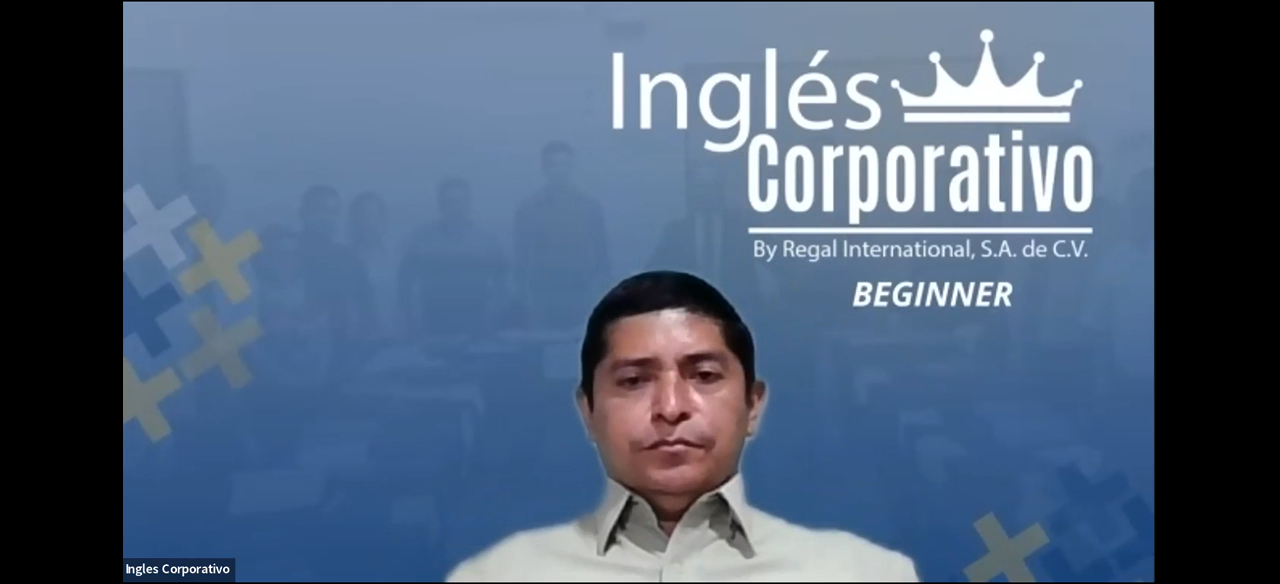 Inglés
Corporativo
By Regal International, S.A. de C.V.
BEGINNER
Ingles Corporativo